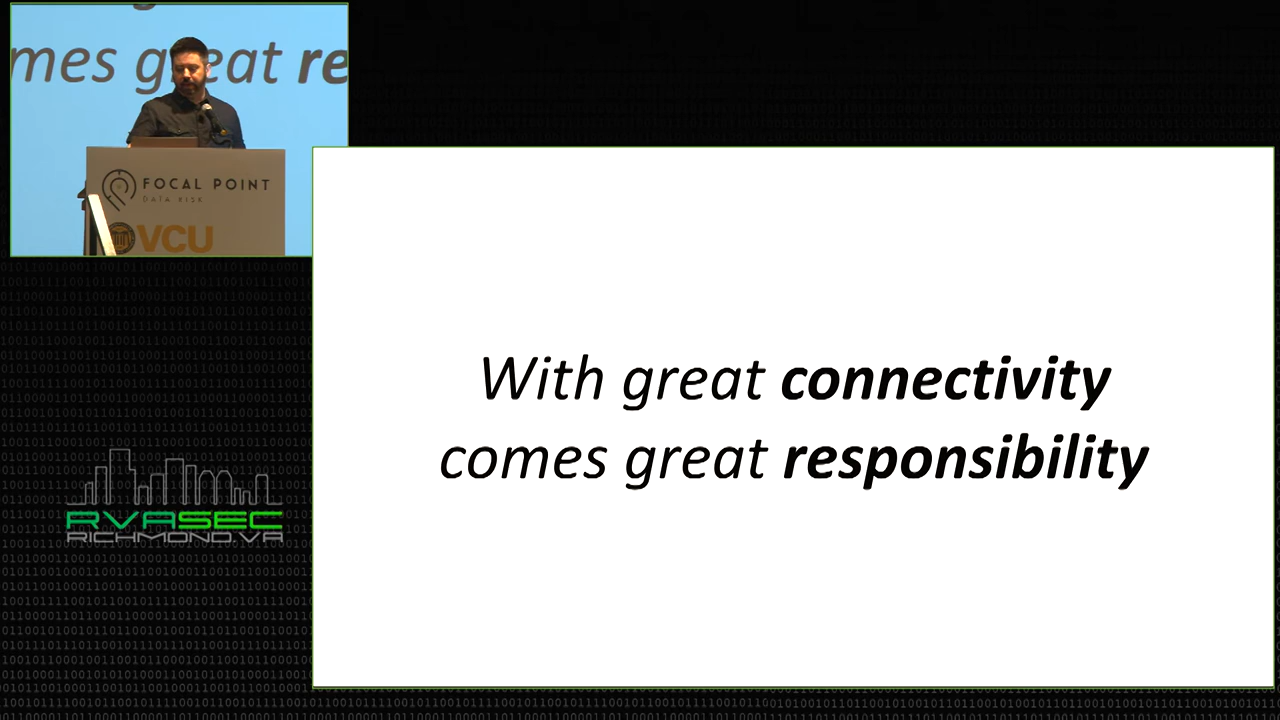 mes great re
FOCAL POINT
DATA RISK
VCU
With great connectivity
comes great responsibility
RVASEC
RICHMOND, VA